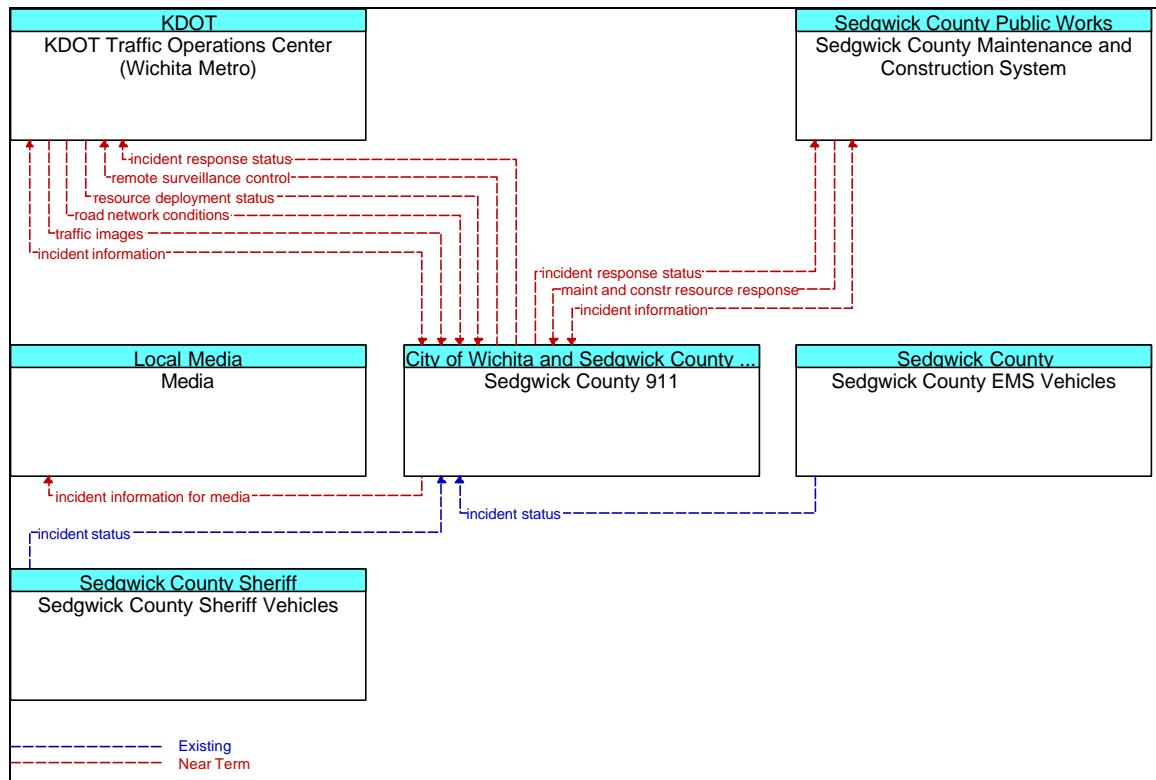 KDOT
KDOT Traffic Operations Center
(Wichita Metro)
Sedgwick County Public Works
Sedgwick County Maintenance and
Construction System
incident response status
remote surveillance control
resource deployment status
road network conditions
traffic images
incident information
incident response status
maint and constr resource response
incident information
Local Media
Media
City of Wichita and Sedgwick County ...
Sedgwick County 911
Sedgwick County
Sedgwick County EMS Vehicles
incident information for media
incident status
incident status
Sedgwick County Sheriff
Sedgwick County Sheriff Vehicles
Existing
Near Term